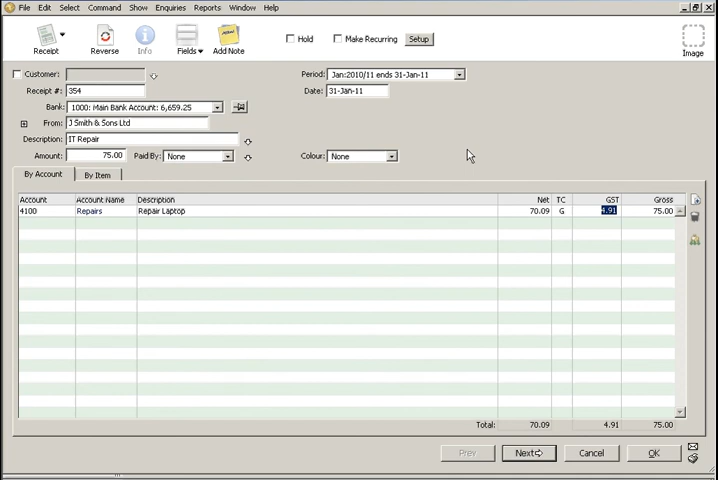 File Edit Select Command Show Enquiries Reports Window Help
Receipt Reverse Info Fields Add Note Hold Make Recurring Setup Image
Customer: Period: Jan:2010/11 ends 31-Jan-11
Receipt #: 354 Date: 31-Jan-11
Bank: 1000: Main Bank Account: 6,659.25
From: J Smith & Sons Ltd
Description: IT Repair
Amount: 75.00 Paid By: None Colour: None
By Account By Item
Account Account Name Description Net TC GST Gross
4100 Repairs Repair Laptop 70.09 G 4.91 75.00
Total: 70.09 4.91 75.00
Prev Next Cancel OK